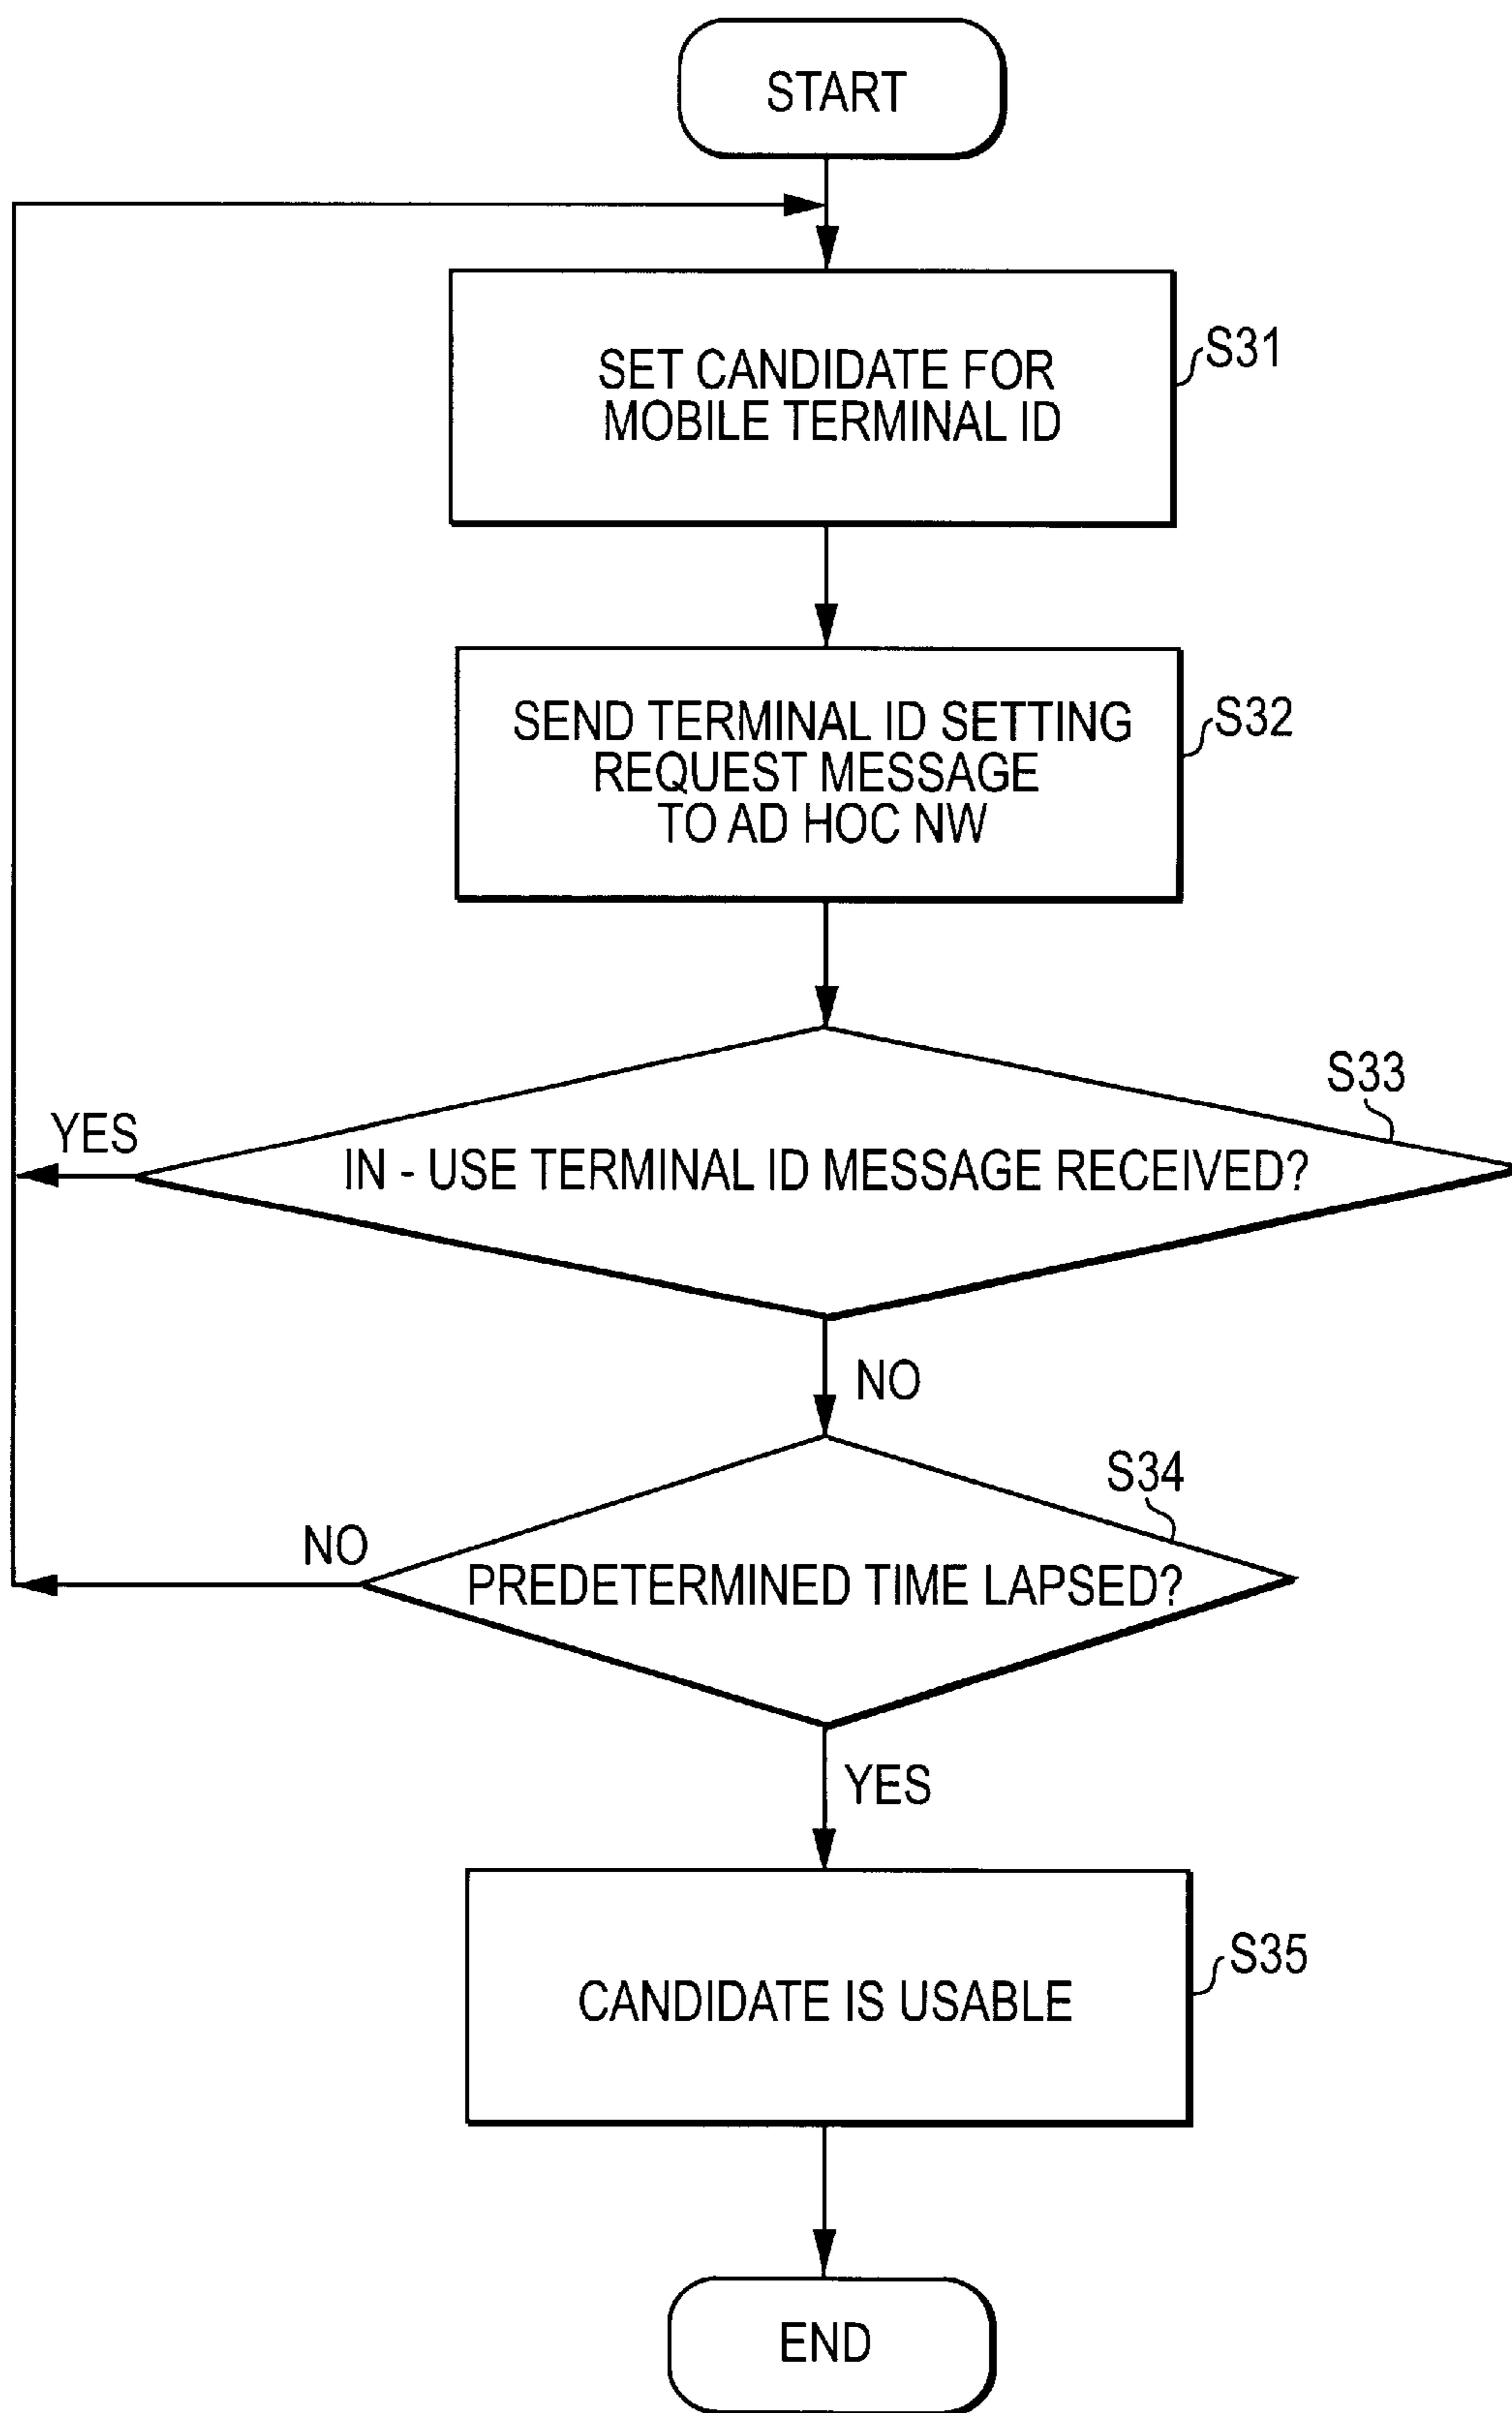 START
SET CANDIDATE FOR
MOBILE TERMINAL ID
S31
SEND TERMINAL ID SETTING
REQUEST MESSAGE
TO AD HOC NW
S32
S33
YES
IN - USE TERMINAL ID MESSAGE RECEIVED?
NO
S34
NO
PREDETERMINED TIME LAPSED?
YES
CANDIDATE IS USABLE
S35
END